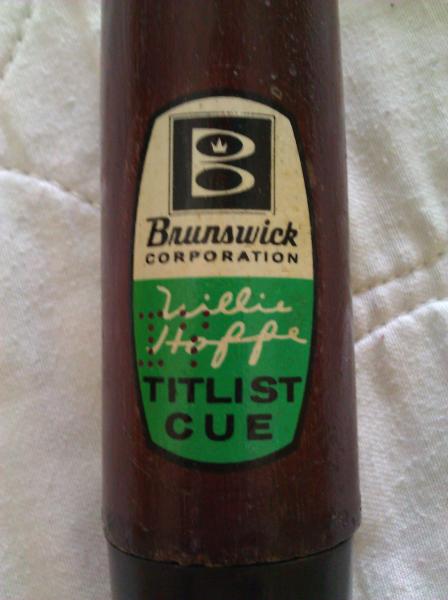 B
Brunswick
CORPORATION
Willie
Hoppe
TITLIST
CUE